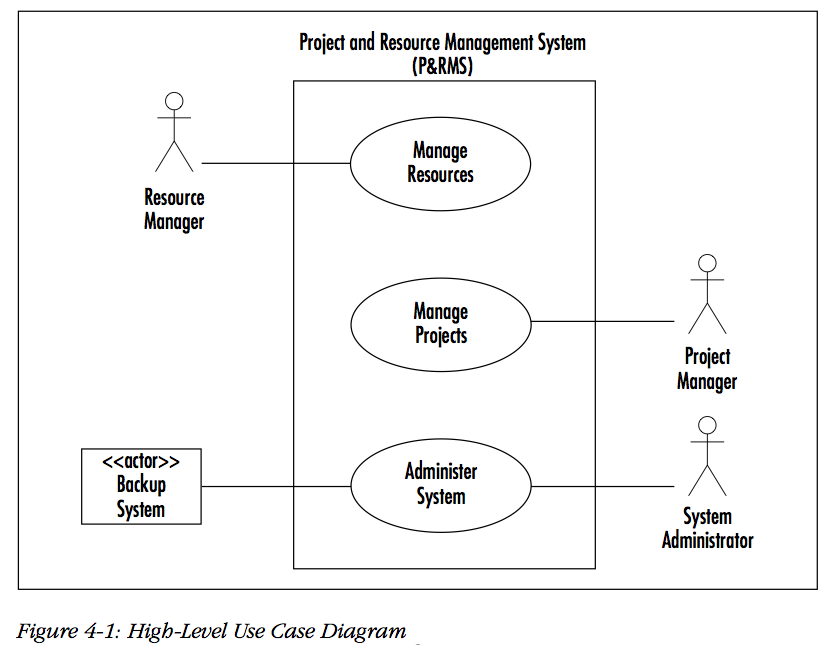 Project and Resource Management System
(P&RMS)
Manage
Resources
Resource
Manager
Manage
Projects
Project
Manager
<<actor>>
Backup
System
Administer
System
System
Administrator
Figure 4-1: High-Level Use Case Diagram